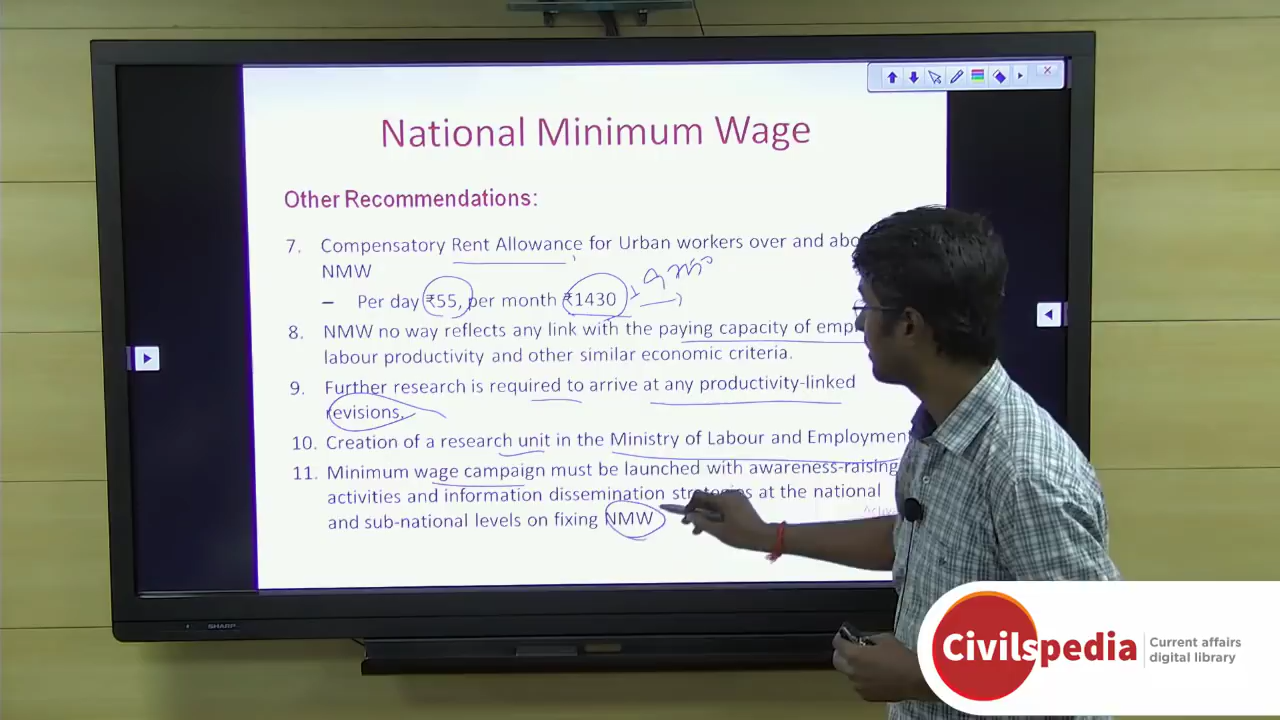 National Minimum Wage
Other Recommendations:
7. Compensatory Rent Allowance for Urban workers over and
NMW
– Per day ₹55, per month ₹1430
8. NMW no way reflects any link with the paying capacity of
labour productivity and other similar economic criteria.
9. Further research is required to arrive at any productivity-linked
revisions.
10. Creation of a research unit in the Ministry of Labour and Employment
11. Minimum wage campaign must be launched with awareness-raising
activities and information dissemination strategies at the national
and sub-national levels on fixing NMW
SHARP
Civilspedia
Current affairs
digital library